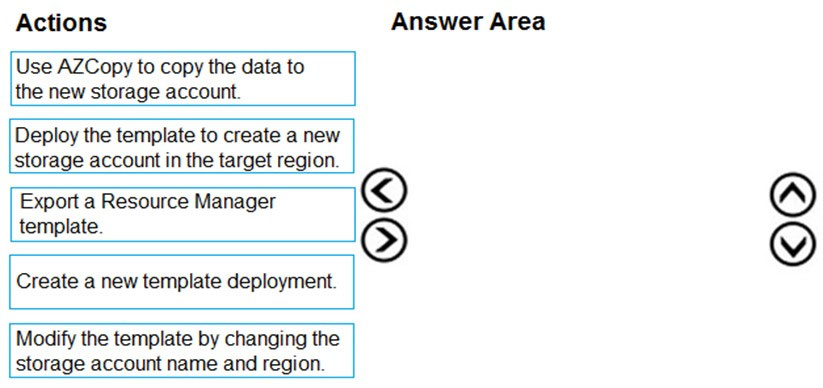 Actions
Answer Area
Use AZCopy to copy the data to
the new storage account.
Deploy the template to create a new
storage account in the target region.
Export a Resource Manager
template.
Create a new template deployment.
Modify the template by changing the
storage account name and region.